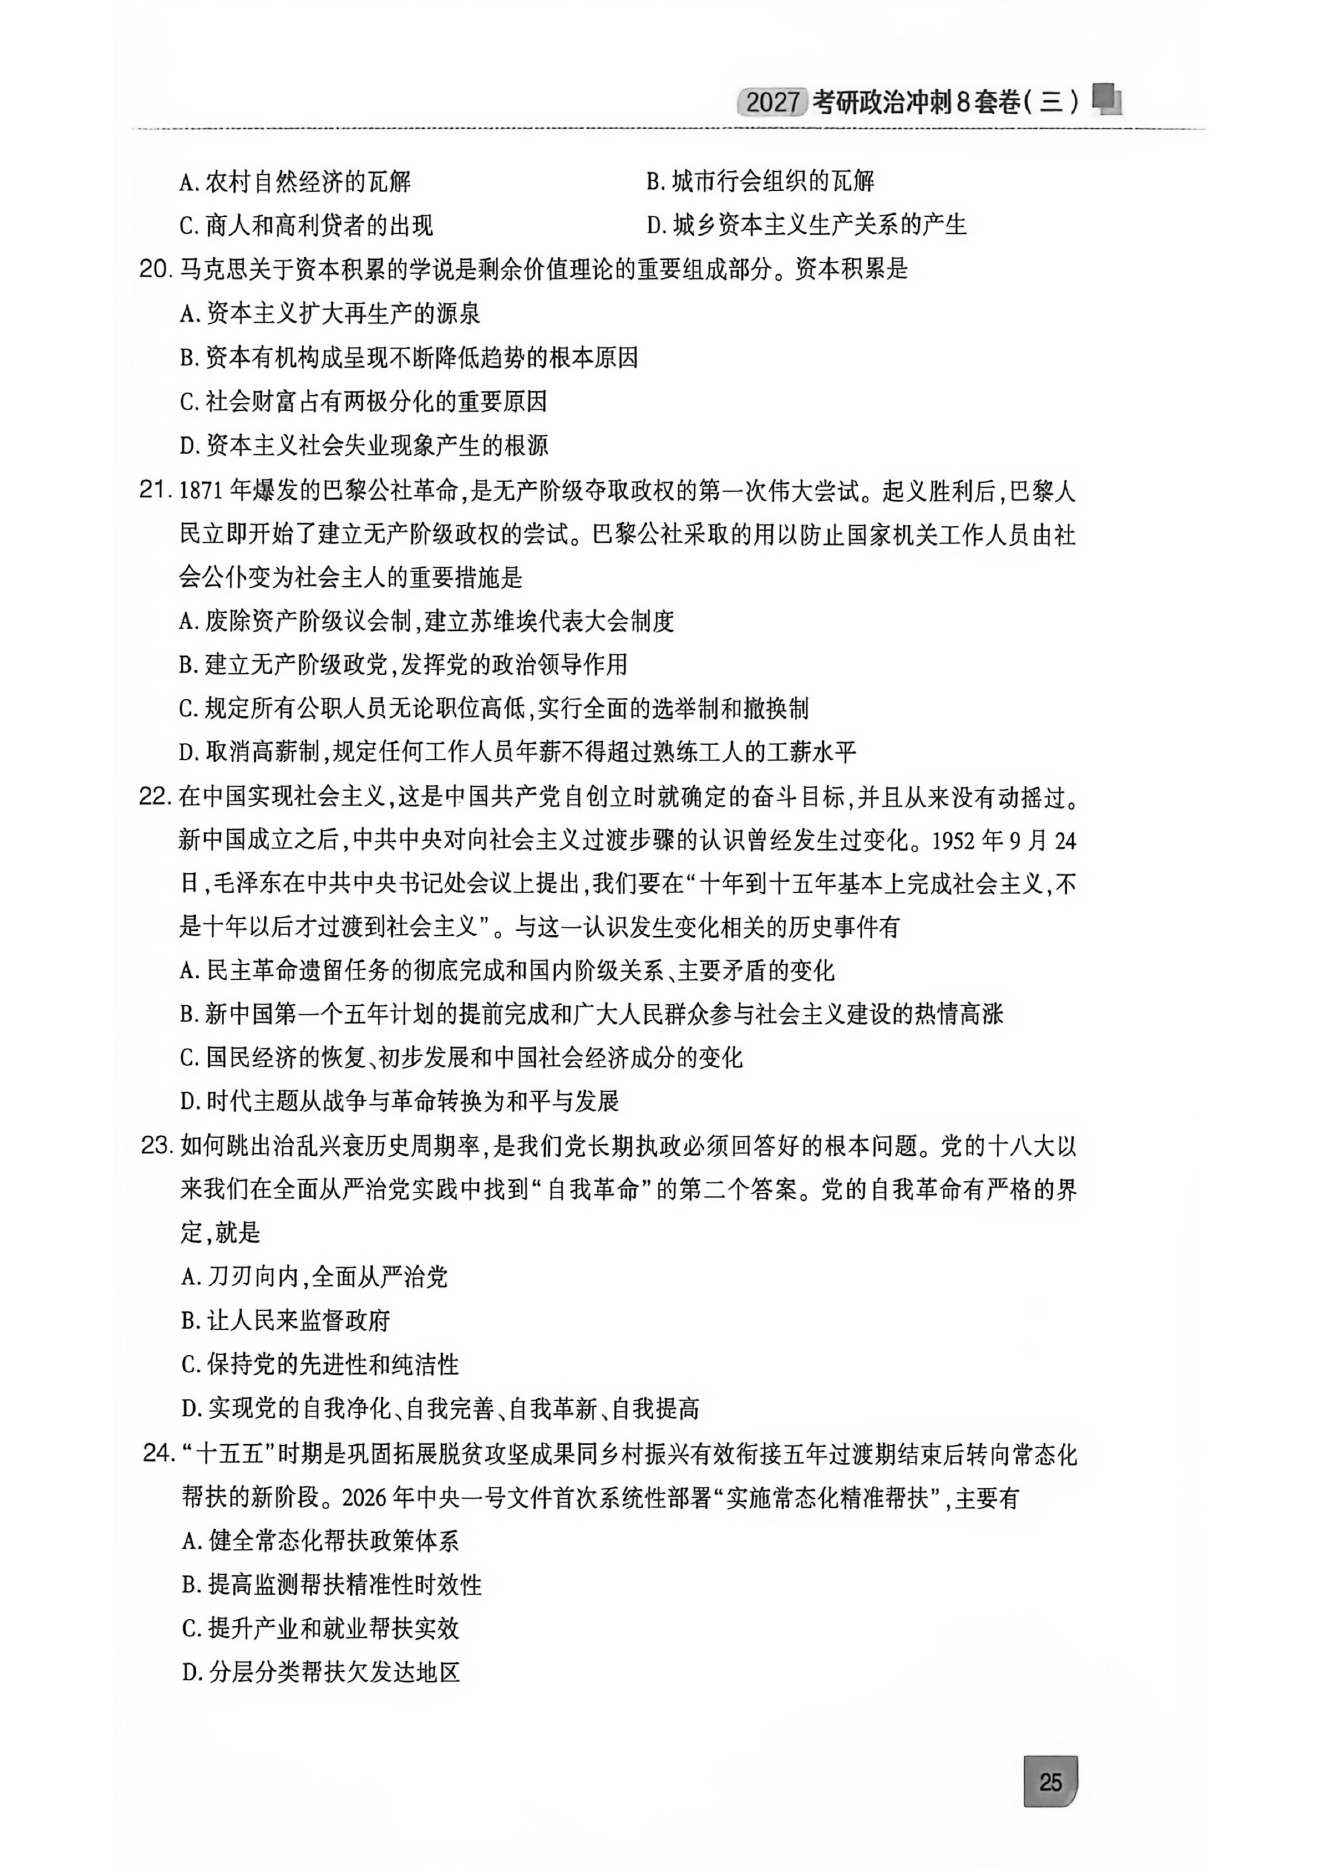 2027 考研政治冲刺8套卷(三)
A. 农村自然经济的瓦解 B. 城市行会组织的瓦解
C. 商人和高利贷者的出现 D. 城乡资本主义生产关系的产生
20. 马克思关于资本积累的学说是剩余价值理论的重要组成部分。资本积累是
A. 资本主义扩大再生产的源泉
B. 资本有机构成呈现不断降低趋势的根本原因
C. 社会财富占有两极分化的重要原因
D. 资本主义社会失业现象产生的根源
21. 1871年爆发的巴黎公社革命,是无产阶级夺取政权的第一次伟大尝试。起义胜利后,巴黎人
民立即开始了建立无产阶级政权的尝试。巴黎公社采取的用以防止国家机关工作人员由社
会公仆变为社会主人的重要措施是
A. 废除资产阶级议会制,建立苏维埃代表大会制度
B. 建立无产阶级政党,发挥党的政治领导作用
C. 规定所有公职人员无论职位高低,实行全面的选举制和撤换制
D. 取消高薪制,规定任何工作人员年薪不得超过熟练工人的工薪水平
22. 在中国实现社会主义,这是中国共产党自创立时就确定的奋斗目标,并且从来没有动摇过。
新中国成立之后,中共中央对向社会主义过渡步骤的认识曾经发生过变化。1952年9月24
日,毛泽东在中共中央书记处会议上提出,我们要在“十年到十五年基本上完成社会主义,不
是十年以后才过渡到社会主义”。与这一认识发生变化相关的历史事件有
A. 民主革命遗留任务的彻底完成和国内阶级关系、主要矛盾的变化
B. 新中国第一个五年计划的提前完成和广大人民群众参与社会主义建设的热情高涨
C. 国民经济的恢复、初步发展和中国社会经济成分的变化
D. 时代主题从战争与革命转换为和平与发展
23. 如何跳出治乱兴衰历史周期率,是我们党长期执政必须回答好的根本问题。党的十八大以
来我们在全面从严治党实践中找到“自我革命”的第二个答案。党的自我革命有严格的界
定,就是
A. 刀刃向内,全面从严治党
B. 让人民来监督政府
C. 保持党的先进性和纯洁性
D. 实现党的自我净化、自我完善、自我革新、自我提高
24. “十五五”时期是巩固拓展脱贫攻坚成果同乡村振兴有效衔接五年过渡期结束后转向常态化
帮扶的新阶段。2026年中央一号文件首次系统性部署“实施常态化精准帮扶”,主要有
A. 健全常态化帮扶政策体系
B. 提高监测帮扶精准性时效性
C. 提升产业和就业帮扶实效
D. 分层分类帮扶欠发达地区
25